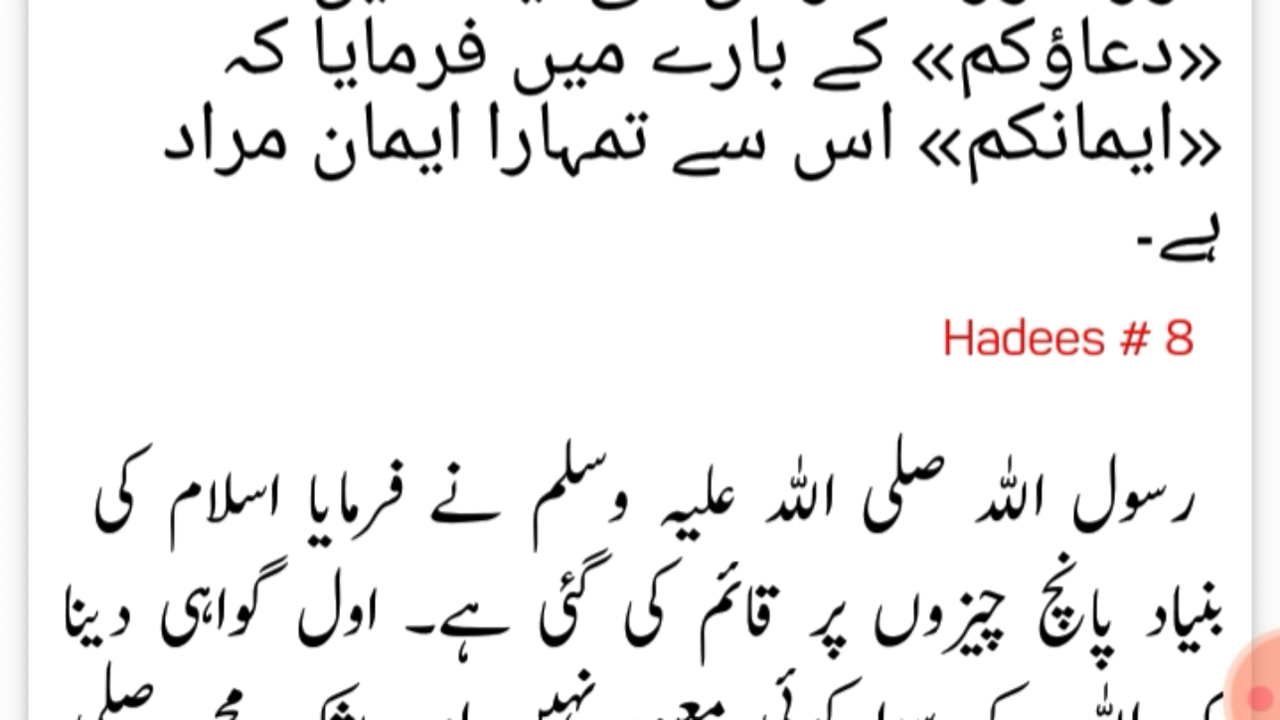 «دعاؤکم» کے بارے میں فرمایا کہ
«ایمانکم» اس سے تمہارا ایمان مراد
ہے۔
Hadees # 8
رسول اللہ صلی اللہ علیہ وسلم نے فرمایا اسلام کی
بنیاد پانچ چیزوں پر قائم کی گئی ہے۔ اول گواہی دینا